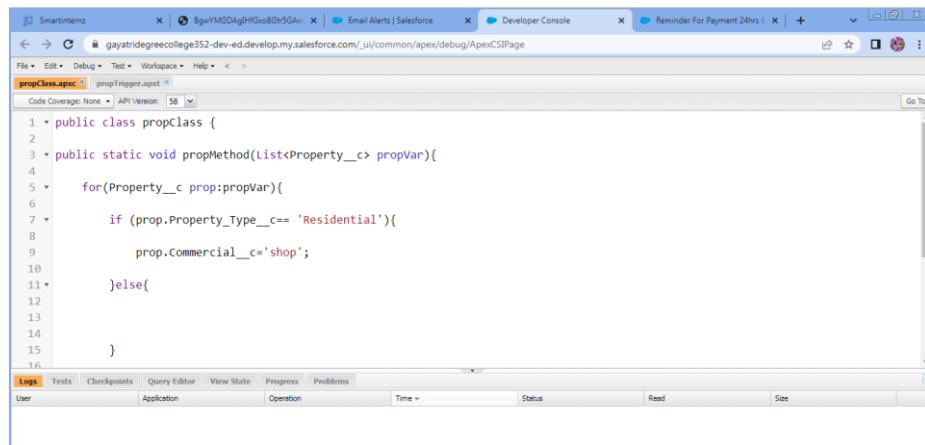 Smartinternz
BgwYMGDAgIHfGxo8Gtr5GAe
Email Alerts | Salesforce
Developer Console
Reminder For Payment 24hrs
gayatridegreecollege352-dev-ed.develop.my.salesforce.com/_ui/common/apex/debug/ApexCSIPage
File Edit Debug Test Workspace Help < >
propClass.apxc propTrigger.apxt
Code Coverage: None API Version: 58 Go To
1 public class propClass {
2
3 public static void propMethod(List<Property__c> propVar){
4
5 for(Property__c prop:propVar){
6
7 if (prop.Property_Type__c== 'Residential'){
8
9 prop.Commercial__c='shop';
10
11 }else{
12
13
14
15 }
16
Logs Tests Checkpoints Query Editor View State Progress Problems
User Application Operation Time Status Read Size